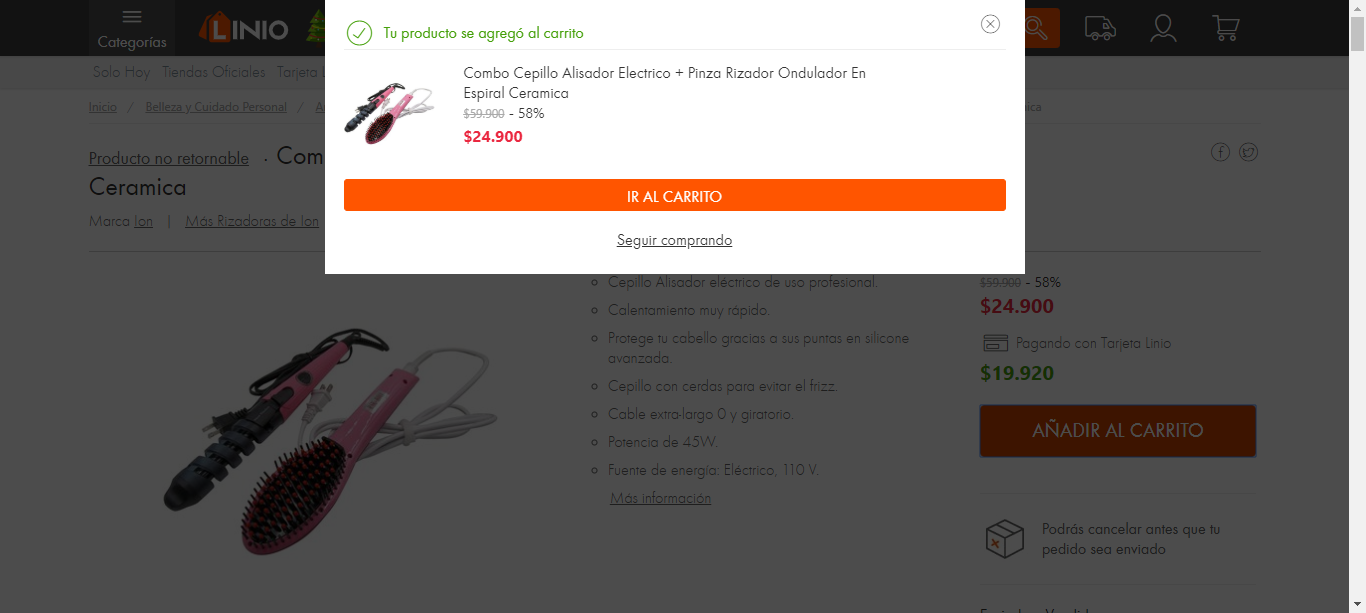 Categorías
LINIO
Tu producto se agregó al carrito
Combo Cepillo Alisador Electrico + Pinza Rizador Ondulador En
Espiral Ceramica
$59.900 - 58%
$24.900
IR AL CARRITO
Seguir comprando
Solo Hoy Tiendas Oficiales Tarjeta L
Inicio / Belleza y Cuidado Personal /
Producto no retornable · Com
Ceramica
Marca Ion | Más Rizadoras de Ion
Cepillo Alisador eléctrico de uso profesional.
Calentamiento muy rápido.
Protege tu cabello gracias a sus puntas en silicone
avanzada.
Cepillo con cerdas para evitar el frizz.
Cable extra-largo 0 y giratorio.
Potencia de 45W.
Fuente de energía: Eléctrico, 110 V.
Más información
$59.900 - 58%
$24.900
Pagando con Tarjeta Linio
$19.920
AÑADIR AL CARRITO
Podrás cancelar antes que tu
pedido sea enviado